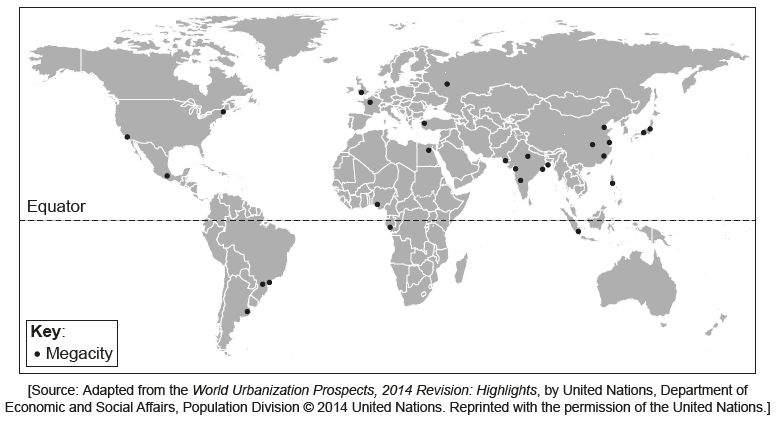 Equator
Key:
• Megacity
[Source: Adapted from the World Urbanization Prospects, 2014 Revision: Highlights, by United Nations, Department of
Economic and Social Affairs, Population Division © 2014 United Nations. Reprinted with the permission of the United Nations.]